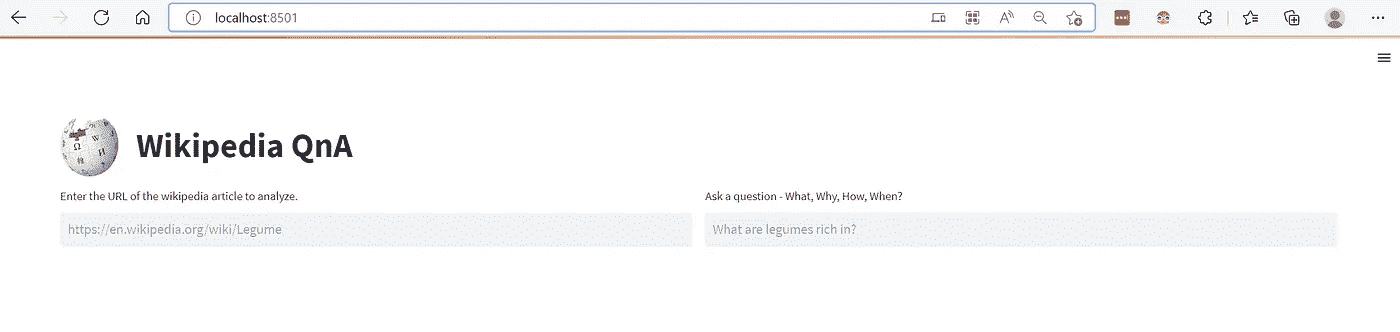 localhost:8501
Wikipedia QnA
Enter the URL of the wikipedia article to analyze.
https://en.wikipedia.org/wiki/Legume
Ask a question - What, Why, How, When?
What are legumes rich in?